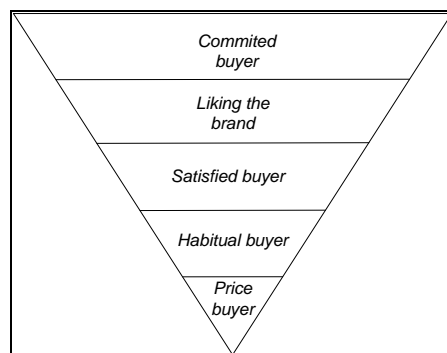 Commited
buyer
Liking the
brand
Satisfied buyer
Habitual buyer
Price
buyer